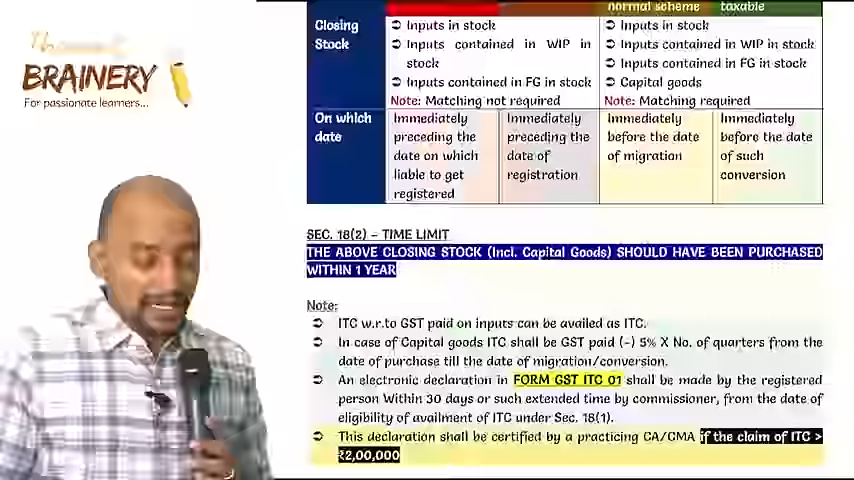 BRAINERY
For passionate learners...
normal scheme taxable
Closing Stock
➲ Inputs in stock
➲ Inputs contained in WIP in stock
➲ Inputs contained in FG in stock
Note: Matching not required
➲ Inputs in stock
➲ Inputs contained in WIP in stock
➲ Inputs contained in FG in stock
➲ Capital goods
Note: Matching required
On which date
Immediately preceding the date on which liable to get registered
Immediately preceding the date of registration
Immediately before the date of migration
Immediately before the date of such conversion
SEC. 18(2) – TIME LIMIT
THE ABOVE CLOSING STOCK (Incl. Capital Goods) SHOULD HAVE BEEN PURCHASED
WITHIN 1 YEAR
Note:
➲ ITC w.r.to GST paid on inputs can be availed as ITC.
➲ In case of Capital goods ITC shall be GST paid (-) 5% X No. of quarters from the
date of purchase till the date of migration/conversion.
➲ An electronic declaration in FORM GST ITC 01 shall be made by the registered
person Within 30 days or such extended time by commissioner, from the date of
eligibility of availment of ITC under Sec. 18(1).
➲ This declaration shall be certified by a practicing CA/CMA if the claim of ITC >
₹2,00,000